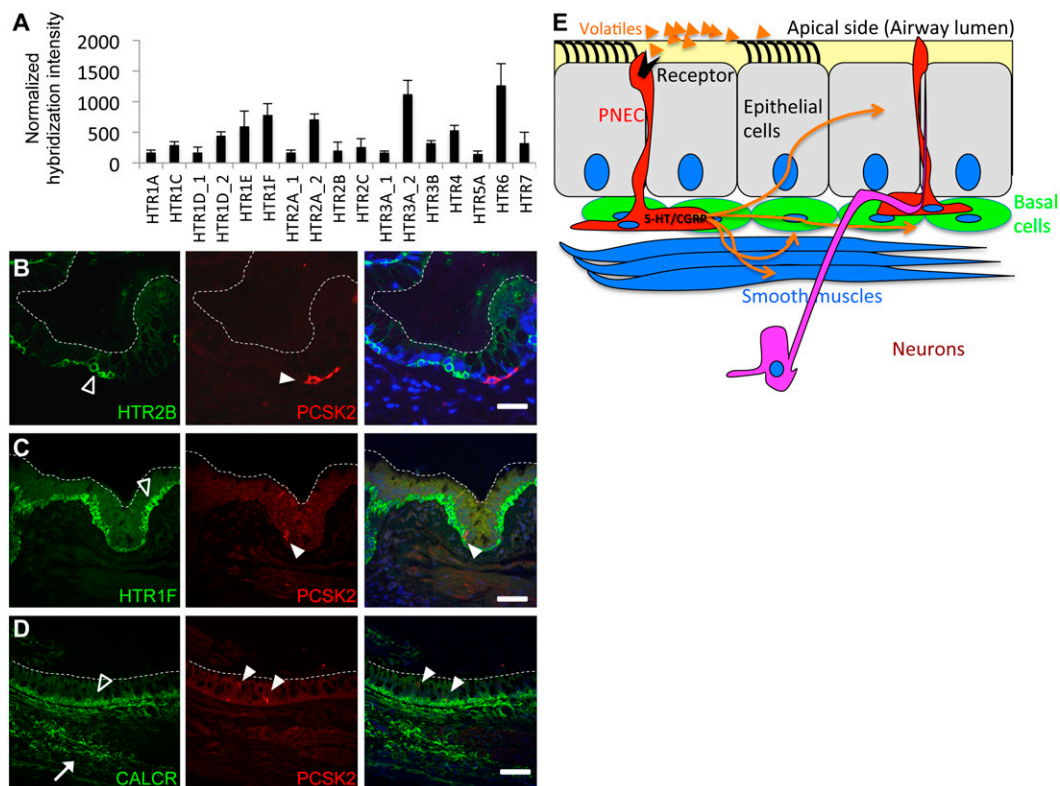 A
Normalized
hybridization intensity
2000
1500
1000
500
0
HTR1A
HTR1C
HTR1D_1
HTR1D_2
HTR1E
HTR1F
HTR2A_1
HTR2A_2
HTR2B
HTR2C
HTR3A_1
HTR3A_2
HTR3B
HTR4
HTR5A
HTR6
HTR7
B
HTR2B
PCSK2
C
HTR1F
PCSK2
D
CALCR
PCSK2
E
Volatiles
Apical side (Airway lumen)
Receptor
PNEC
Epithelial
cells
5-HT/CGRP
Basal
cells
Smooth muscles
Neurons